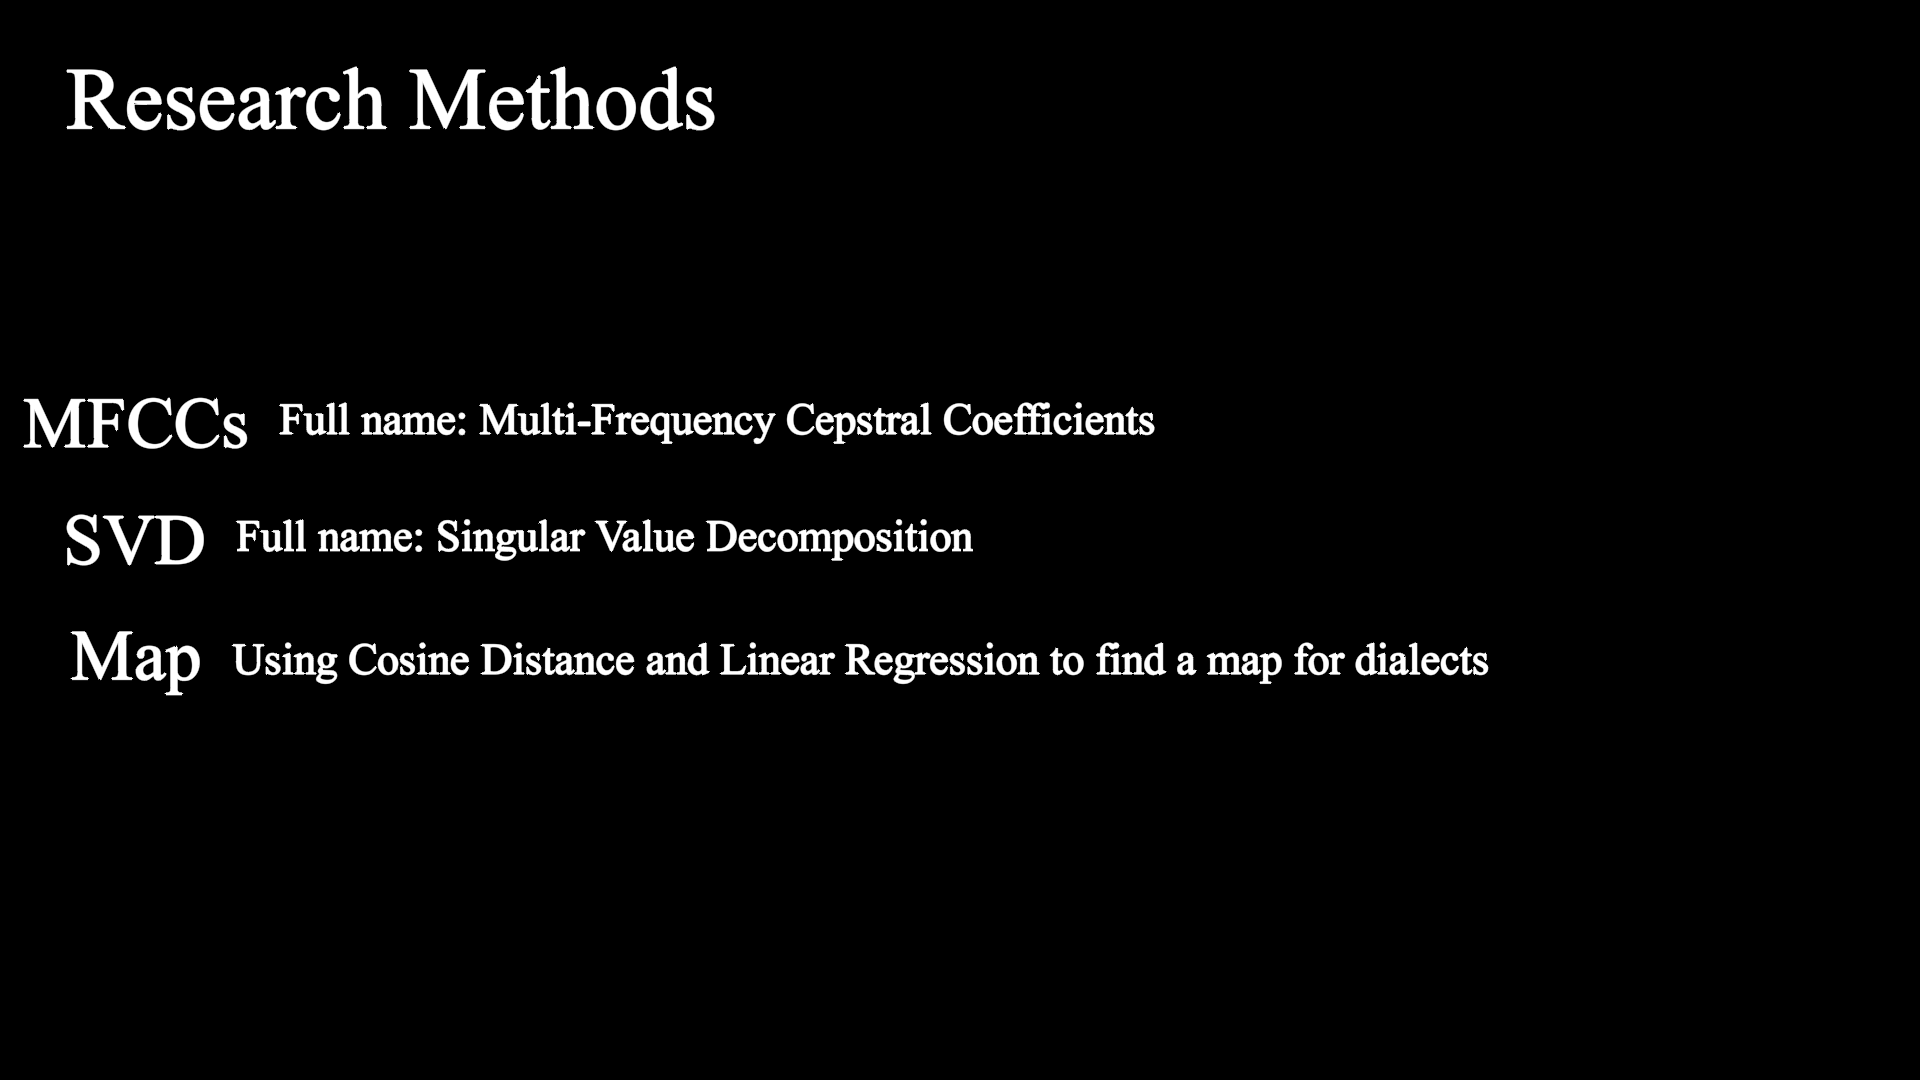 Research Methods
MFCCs Full name: Multi-Frequency Cepstral Coefficients
SVD Full name: Singular Value Decomposition
Map Using Cosine Distance and Linear Regression to find a map for dialects